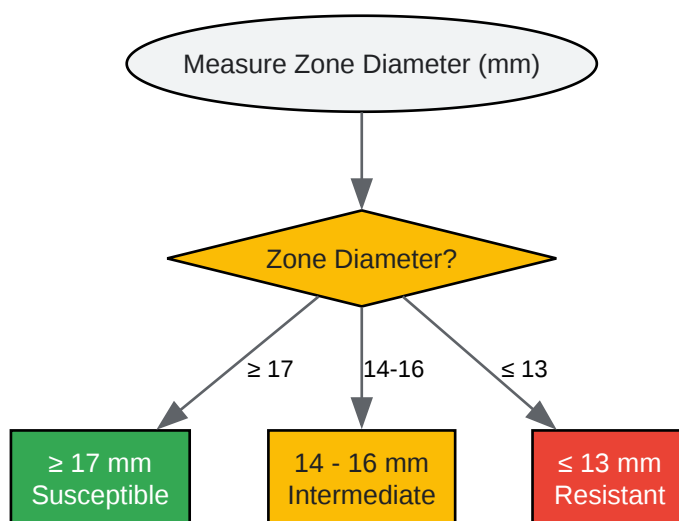 Measure Zone Diameter (mm)
Zone Diameter?
≥ 17
14-16
≤ 13
≥ 17 mm
Susceptible
14 - 16 mm
Intermediate
≤ 13 mm
Resistant